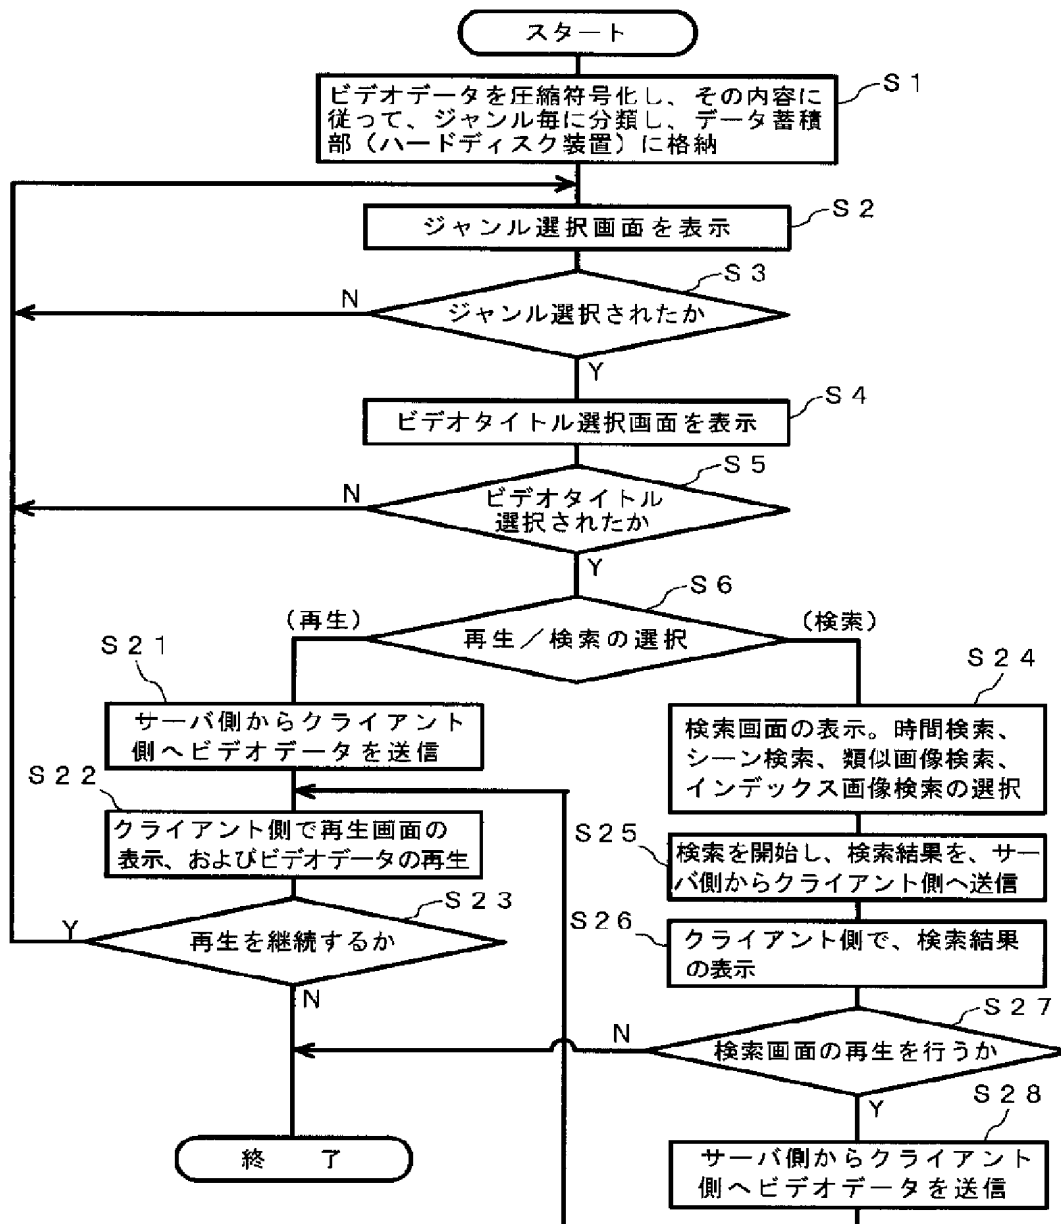 スタート
S1
ビデオデータを圧縮符号化し、その内容に
従って、ジャンル毎に分類し、データ蓄積
部（ハードディスク装置）に格納
S2
ジャンル選択画面を表示
S3
N
ジャンル選択されたか
Y
S4
ビデオタイトル選択画面を表示
S5
N
ビデオタイトル
選択されたか
Y
S6
（再生）
再生／検索の選択
（検索）
S21
サーバ側からクライアント
側へビデオデータを送信
S22
クライアント側で再生画面の
表示、およびビデオデータの再生
S23
Y
再生を継続するか
N
終　了
S24
検索画面の表示。時間検索、
シーン検索、類似画像検索、
インデックス画像検索の選択
S25
検索を開始し、検索結果を、サー
バ側からクライアント側へ送信
S26
クライアント側で、検索結果
の表示
S27
N
検索画面の再生を行うか
Y
S28
サーバ側からクライアント
側へビデオデータを送信